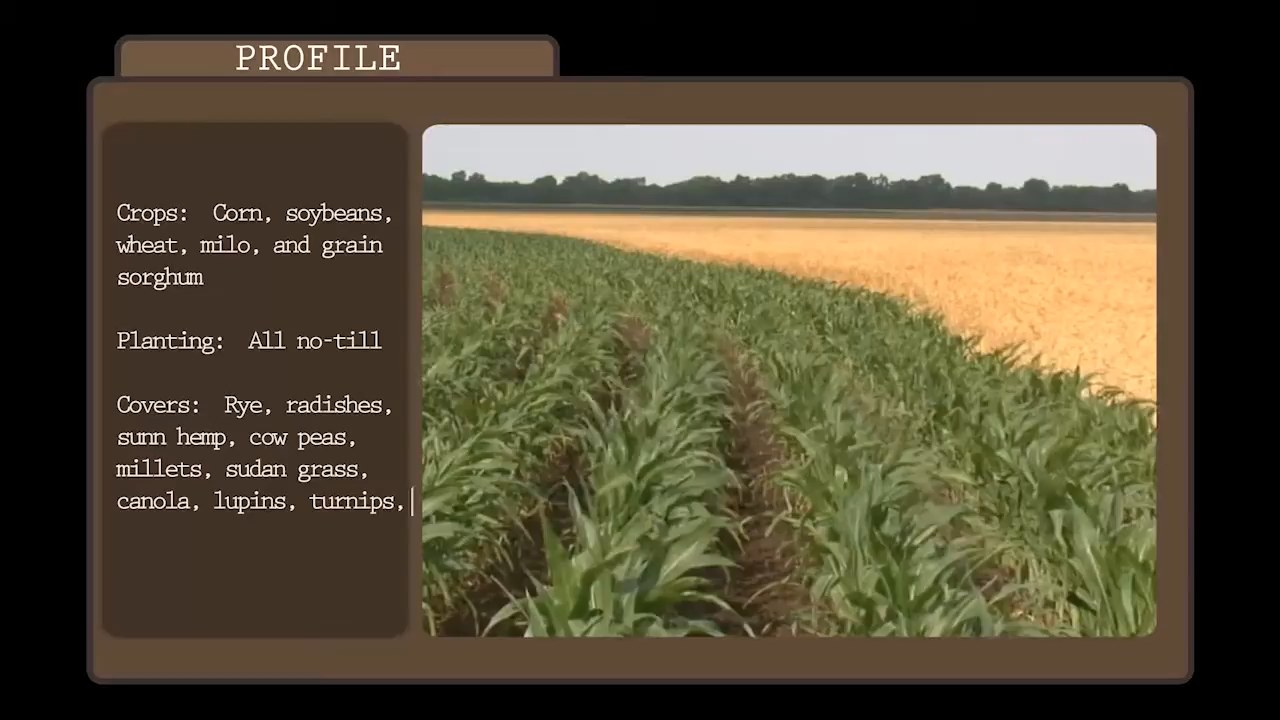 PROFILE
Crops:  Corn, soybeans,
wheat, milo, and grain
sorghum
Planting:  All no-till
Covers:  Rye, radishes,
sunn hemp, cow peas,
millets, sudan grass,
canola, lupins, turnips,